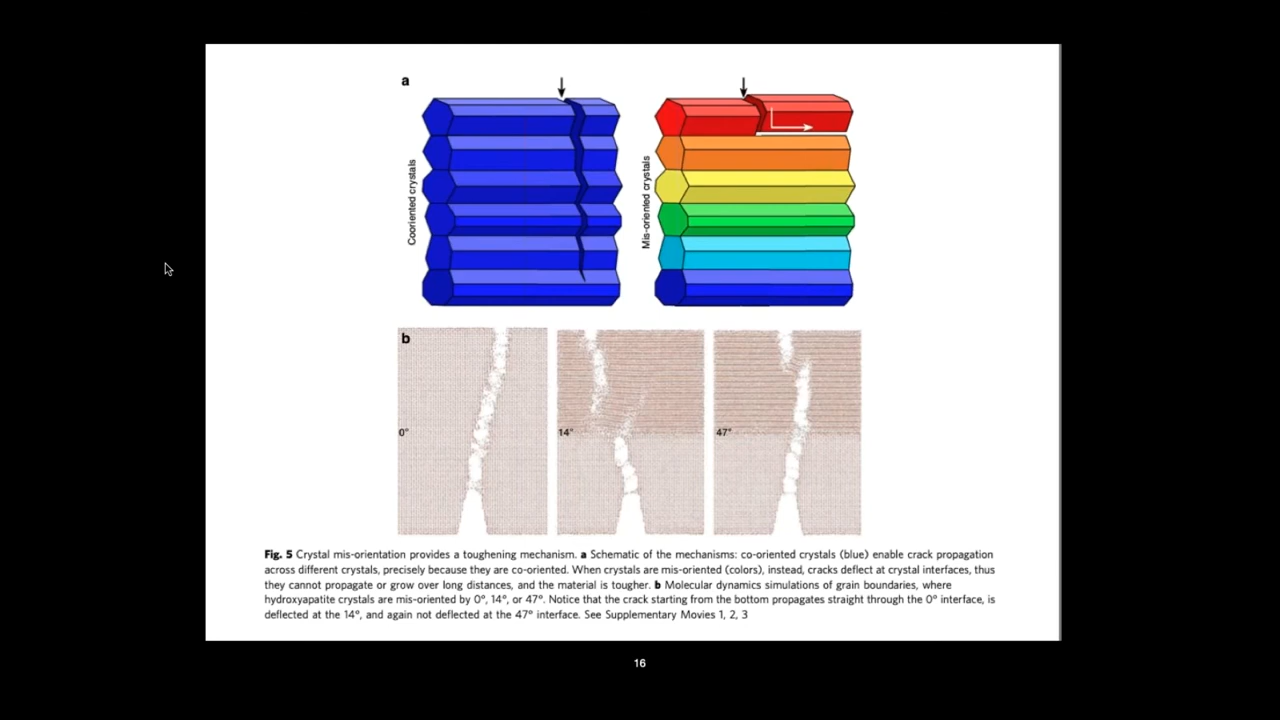 a
Cooriented crystals
Mis-oriented crystals
b
0°
14°
47°
Fig. 5 Crystal mis-orientation provides a toughening mechanism. a Schematic of the mechanisms: co-oriented crystals (blue) enable crack propagation
across different crystals, precisely because they are co-oriented. When crystals are mis-oriented (colors), instead, cracks deflect at crystal interfaces, thus
they cannot propagate or grow over long distances, and the material is tougher. b Molecular dynamics simulations of grain boundaries, where
hydroxyapatite crystals are mis-oriented by 0°, 14°, or 47°. Notice that the crack starting from the bottom propagates straight through the 0° interface, is
deflected at the 14°, and again not deflected at the 47° interface. See Supplementary Movies 1, 2, 3
16